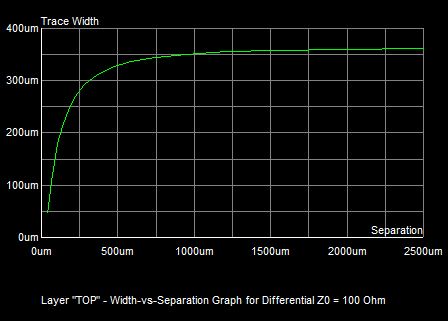 Trace Width
400um
300um
200um
100um
0um
Separation
0um 500um 1000um 1500um 2000um 2500um
Layer "TOP" - Width-vs-Separation Graph for Differential Z0 = 100 Ohm